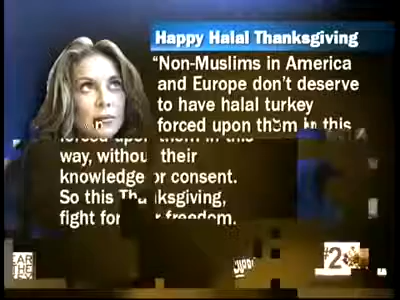 Happy Halal Thanksgiving
"Non-Muslims in America
and Europe don't deserve
to have halal turkey
forced upon them in this
way, without their
knowledge or consent.
So this Thanksgiving,
fight for freedom.
#2